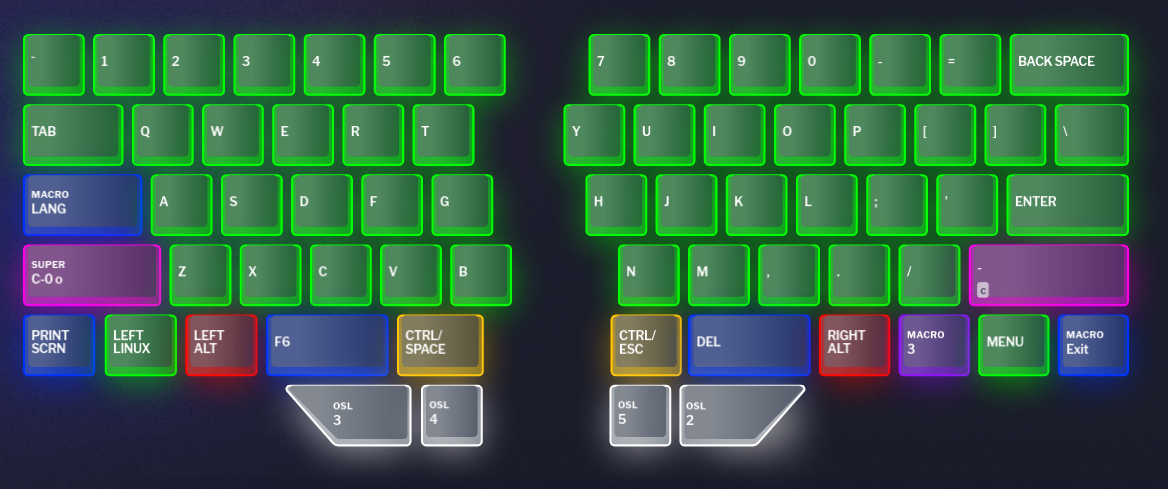 ` 1 2 3 4 5 6 7 8 9 0 - = BACK SPACE
TAB Q W E R T Y U I O P [ ] \
MACRO
LANG A S D F G H J K L ; ' ENTER
SUPER
C-0 o Z X C V B N M , . / -
c
PRINT
SCRN
LEFT
LINUX
LEFT
ALT
F6
CTRL/
SPACE
CTRL/
ESC
DEL
RIGHT
ALT
MACRO
3
MENU
MACRO
Exit
OSL
3
OSL
4
OSL
5
OSL
2